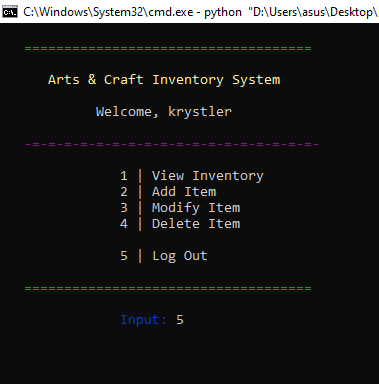 C:\Windows\System32\cmd.exe - python "D:\Users\asus\Desktop\
====================================
Arts & Craft Inventory System
Welcome, krystler
-=-=-=-=-=-=-=-=-=-=-=-=-=-=-=-=-=-=-
1 | View Inventory
2 | Add Item
3 | Modify Item
4 | Delete Item
5 | Log Out
====================================
Input: 5